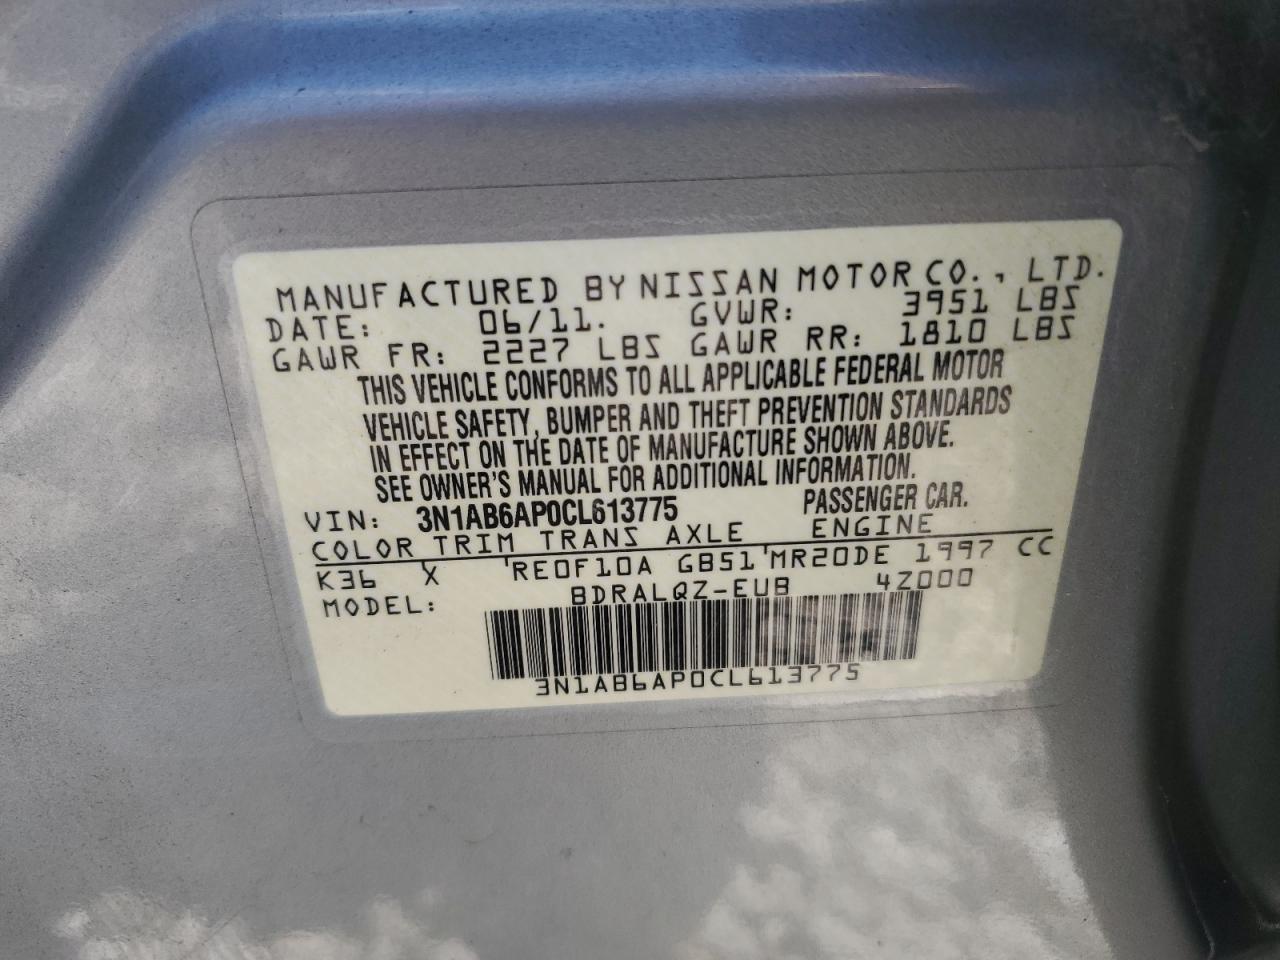 MANUFACTURED BY NISSAN MOTOR CO., LTD.
DATE: 06/11. GVWR: 3951 LBS
GAWR FR: 2227 LBS GAWR RR: 1810 LBS
THIS VEHICLE CONFORMS TO ALL APPLICABLE FEDERAL MOTOR
VEHICLE SAFETY, BUMPER AND THEFT PREVENTION STANDARDS
IN EFFECT ON THE DATE OF MANUFACTURE SHOWN ABOVE.
SEE OWNER'S MANUAL FOR ADDITIONAL INFORMATION.
VIN: 3N1AB6AP0CL613775 PASSENGER CAR.
COLOR TRIM TRANS AXLE ENGINE
K36 X RE0F10A GB51 MR20DE 1997 CC
MODEL: BDRALQZ-EUB 4Z000
3N1AB6AP0CL613775